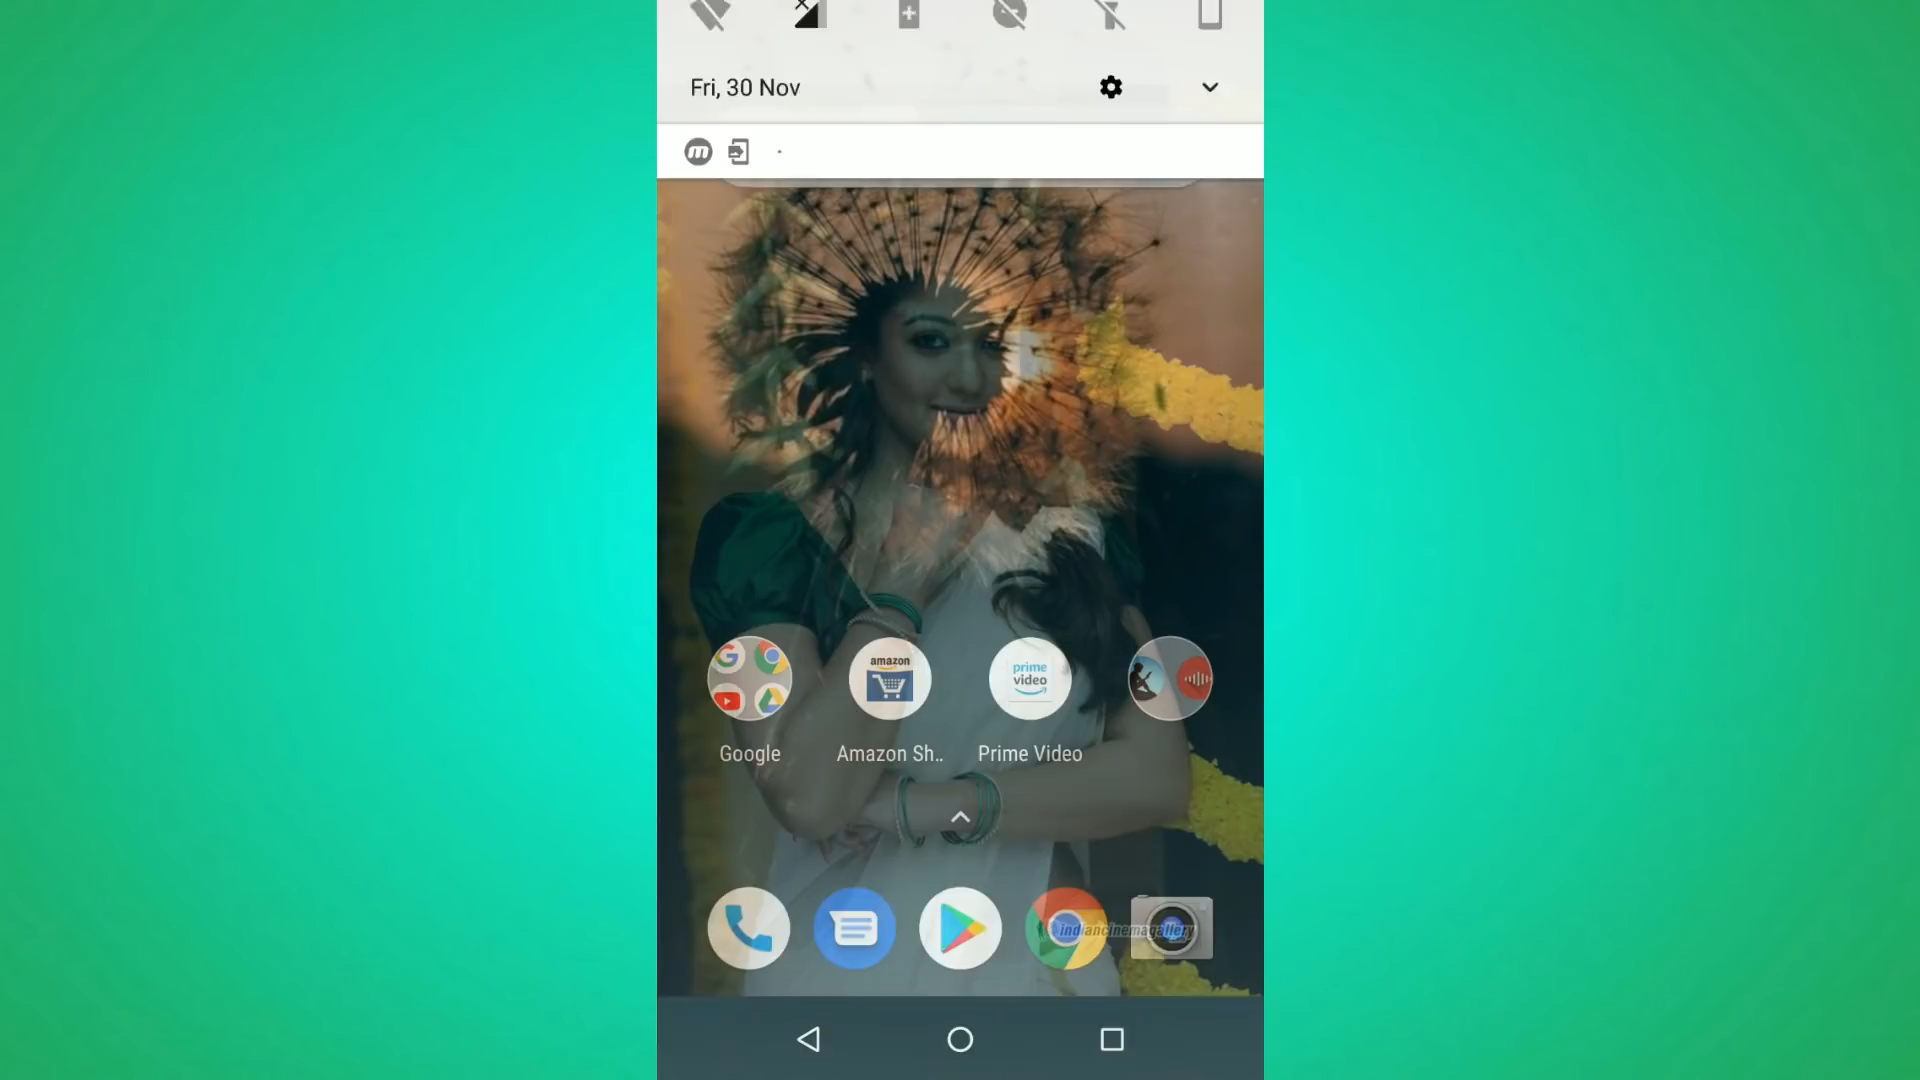 Fri, 30 Nov
amazon
prime
video
Google
Amazon Sh..
Prime Video
indiancinemagallery